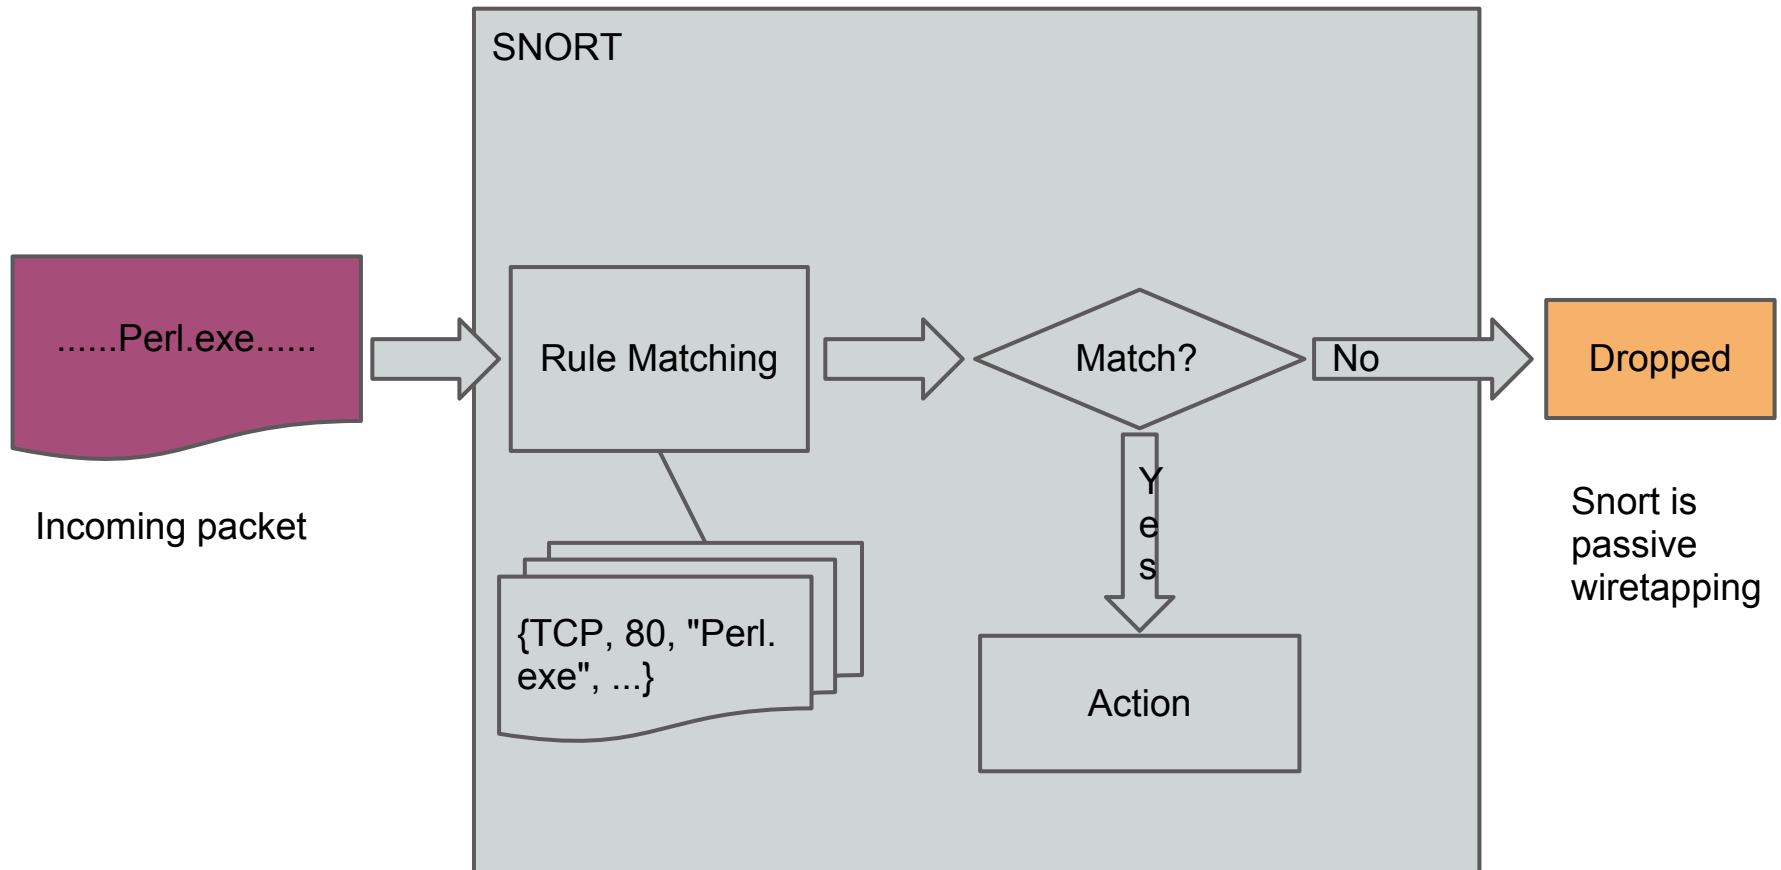 SNORT
......Perl.exe......
Incoming packet
Rule Matching
{TCP, 80, "Perl.
exe", ...}
Match?
No
Yes
Action
Dropped
Snort is
passive
wiretapping